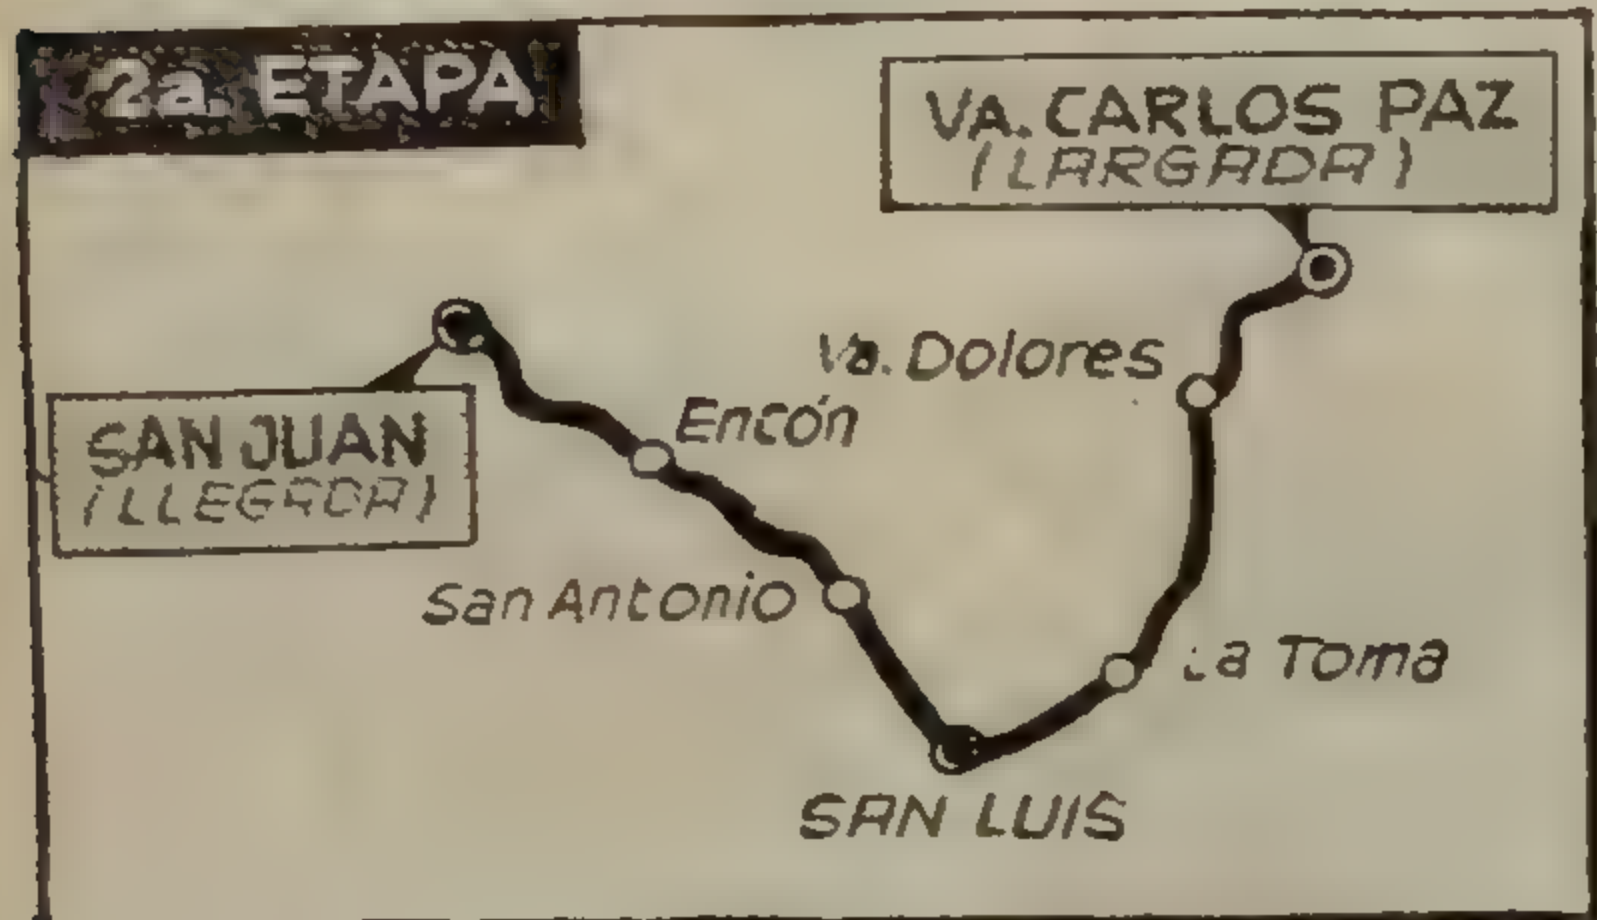 2a. ETAPA
VA. CARLOS PAZ
(LARGADA)
Va. Dolores
Encón
SAN JUAN
(LLEGADA)
San Antonio
La Toma
SAN LUIS